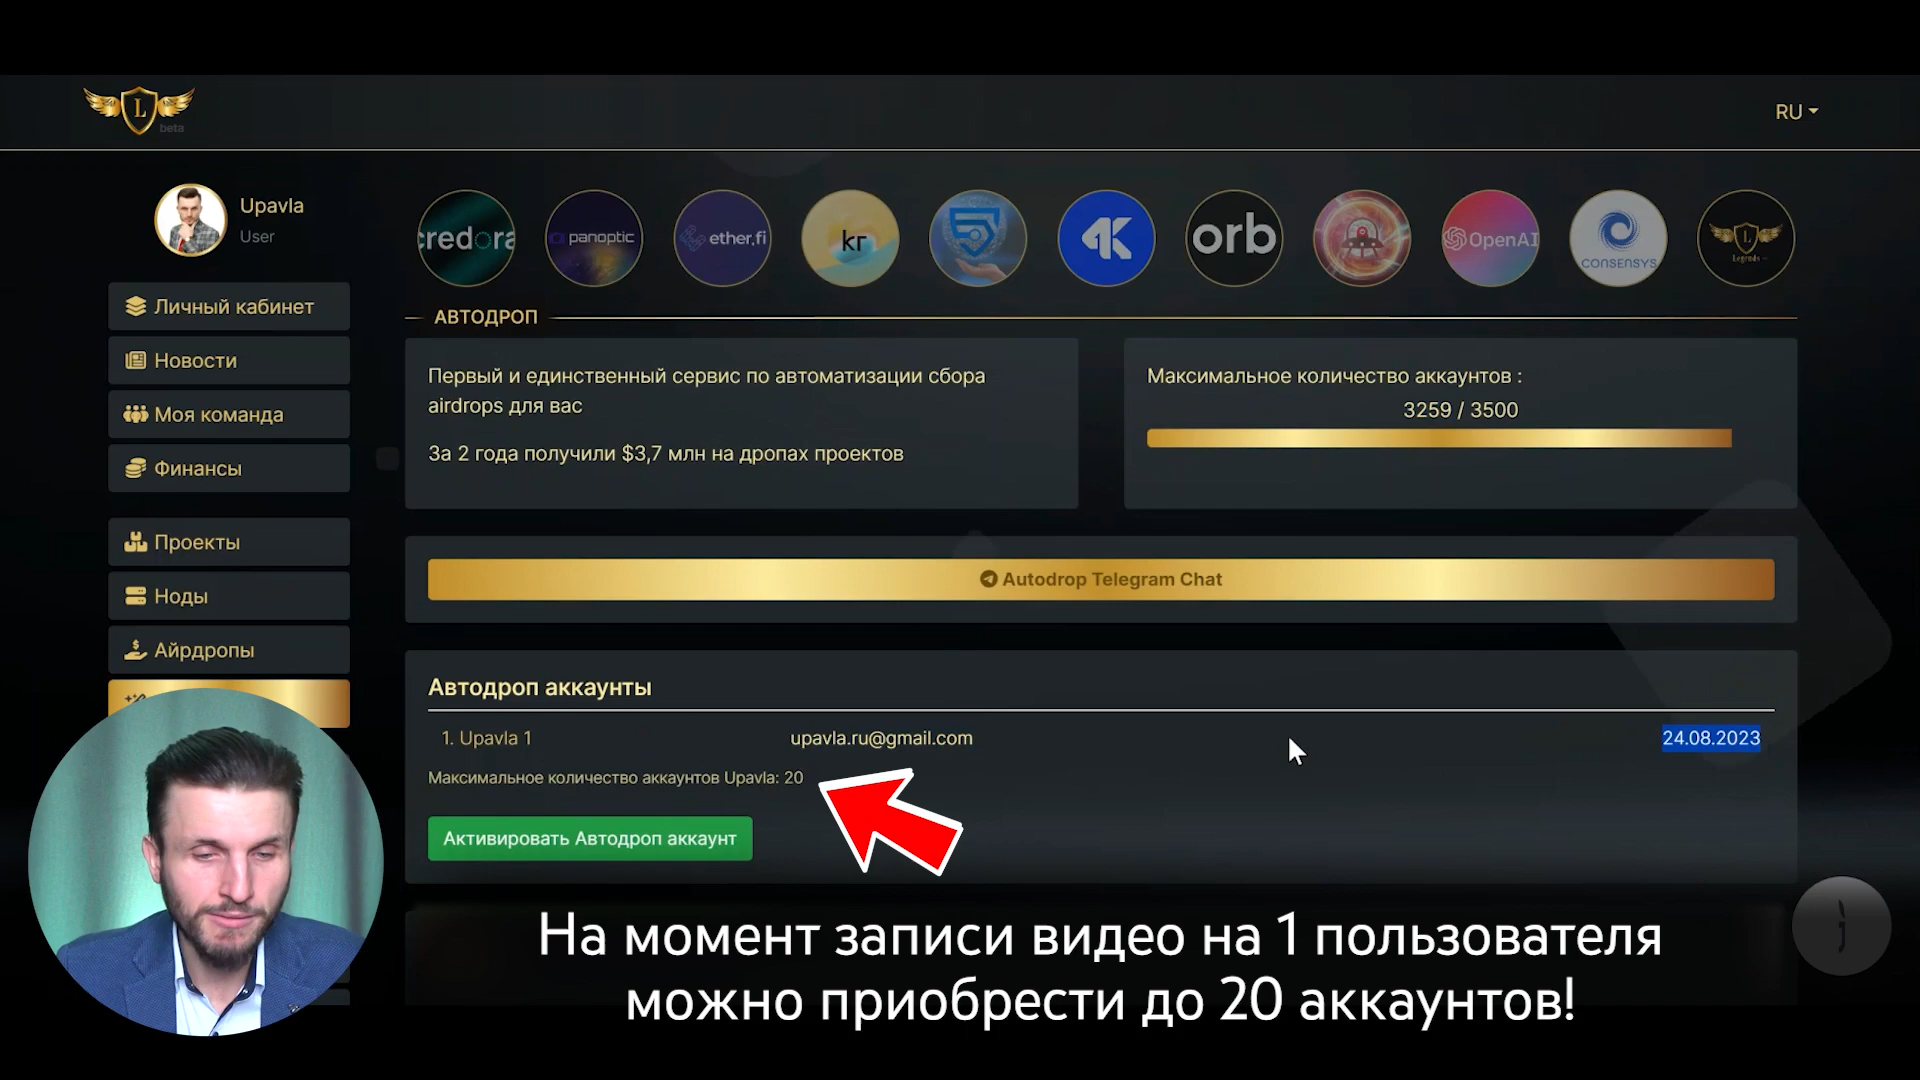 L
beta
RU
Upavla
User
credora
panoptic
ether.fi
kr
4K
orb
OpenAI
CONSENSYS
L
Legends
Личный кабинет
Новости
Моя команда
Финансы
Проекты
Ноды
Айрдропы
АВТОДРОП
Первый и единственный сервис по автоматизации сбора
airdrops для вас
За 2 года получили $3,7 млн на дропах проектов
Максимальное количество аккаунтов :
3259 / 3500
Autodrop Telegram Chat
Автодроп аккаунты
1. Upavla 1 upavla.ru@gmail.com 24.08.2023
Максимальное количество аккаунтов Upavla: 20
Активировать Автодроп аккаунт
На момент записи видео на 1 пользователя
можно приобрести до 20 аккаунтов!